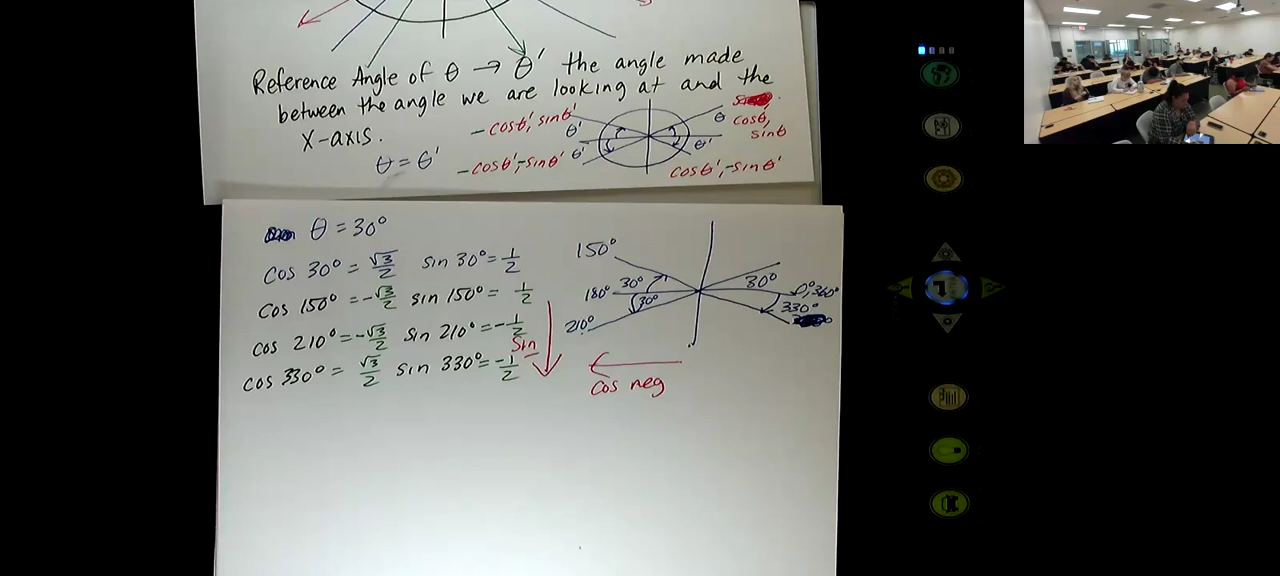 Reference Angle of θ → θ' the angle made
between the angle we are looking at and the
x-axis.
θ = θ'
-cosθ', sinθ'
θ'
θ
cosθ,
sinθ
-cosθ', -sinθ'
θ'
θ'
cosθ', -sinθ'
θ = 30°
cos 30° = √3/2 sin 30° = 1/2
cos 150° = -√3/2 sin 150° = 1/2
cos 210° = -√3/2 sin 210° = -1/2
cos 330° = √3/2 sin 330° = -1/2
sin
150°
30°
30°
180°
0°, 360°
30°
330°
210°
cos neg